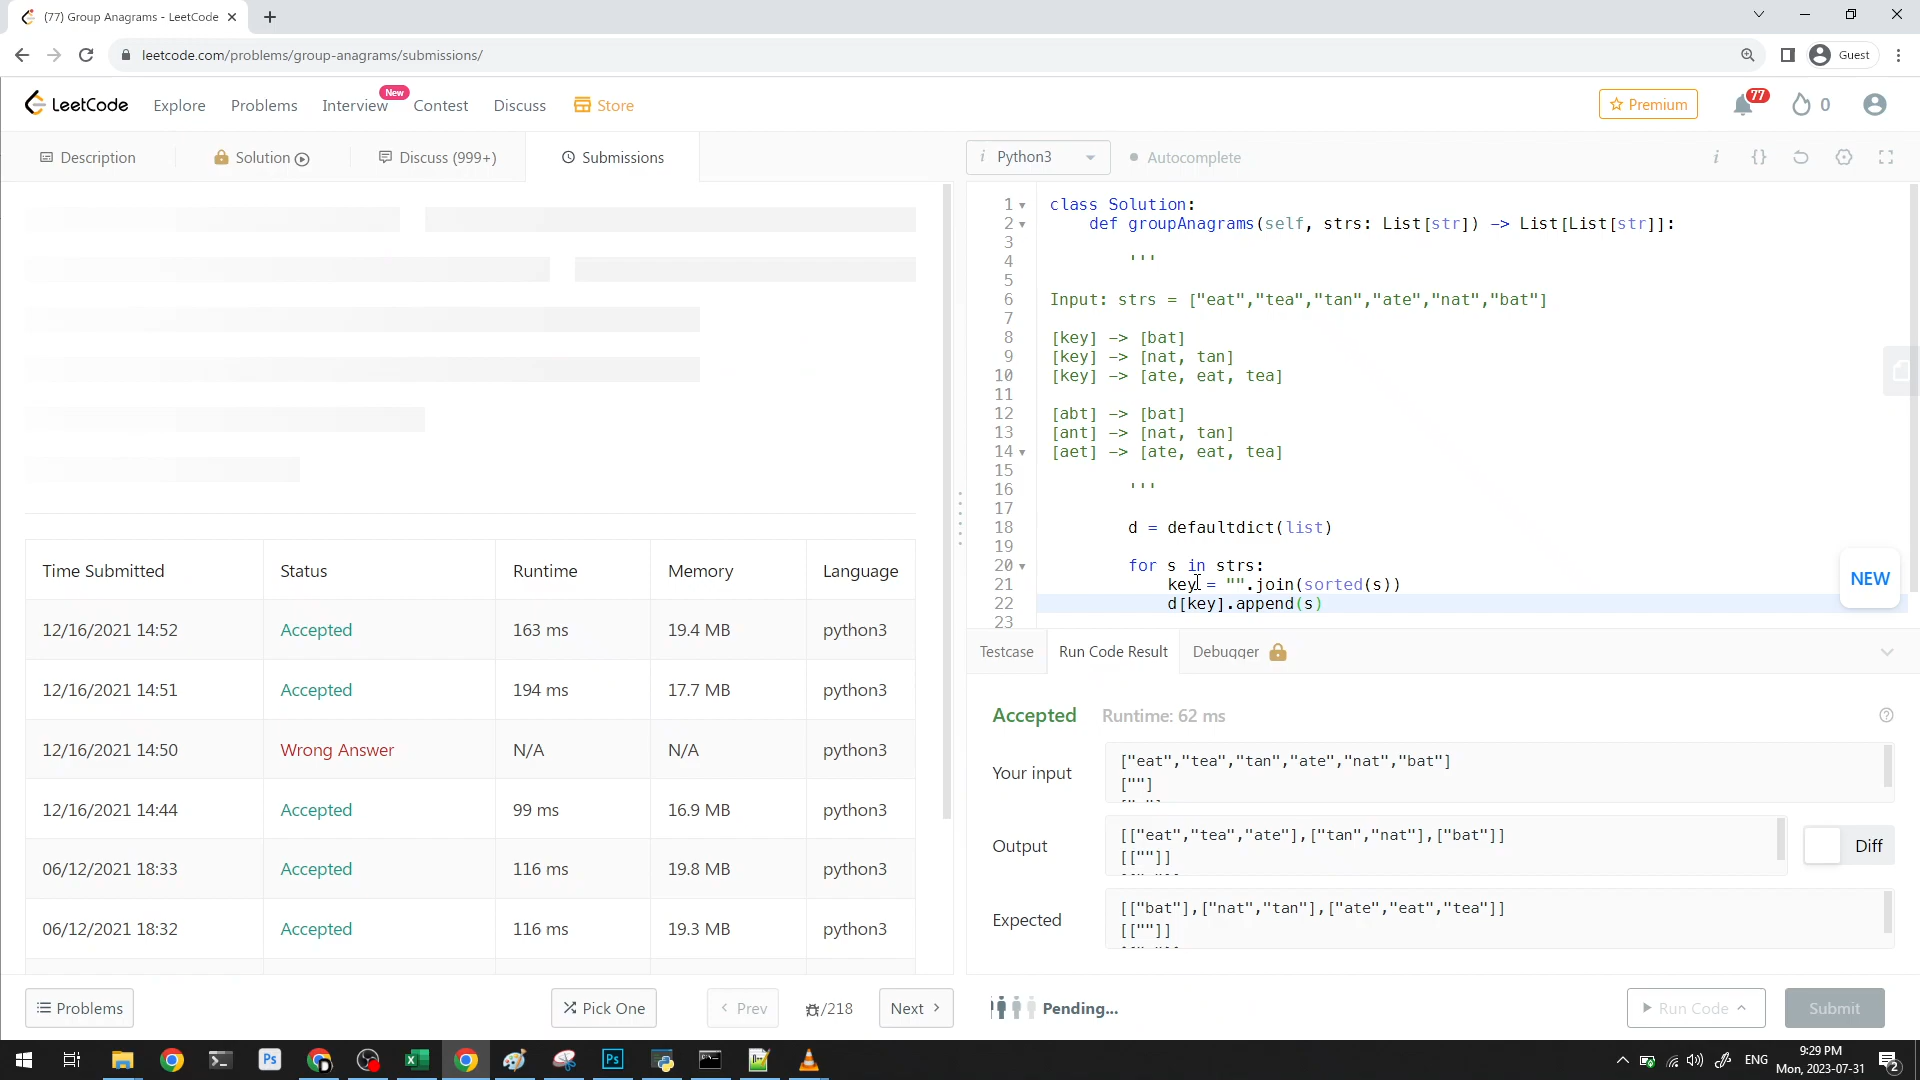 (77) Group Anagrams - LeetCode
leetcode.com/problems/group-anagrams/submissions/
Guest
LeetCode
Explore
Problems
Interview
New
Contest
Discuss
Store
Premium
77
0
Description
Solution
Discuss (999+)
Submissions
i Python3
Autocomplete
1 class Solution:
2 def groupAnagrams(self, strs: List[str]) -> List[List[str]]:
3
4 '''
5
6 Input: strs = ["eat","tea","tan","ate","nat","bat"]
7
8 [key] -> [bat]
9 [key] -> [nat, tan]
10 [key] -> [ate, eat, tea]
11
12 [abt] -> [bat]
13 [ant] -> [nat, tan]
14 [aet] -> [ate, eat, tea]
15
16 '''
17
18 d = defaultdict(list)
19
20 for s in strs:
21 key = "".join(sorted(s))
22 d[key].append(s)
23
NEW
Time Submitted Status Runtime Memory Language
12/16/2021 14:52 Accepted 163 ms 19.4 MB python3
12/16/2021 14:51 Accepted 194 ms 17.7 MB python3
12/16/2021 14:50 Wrong Answer N/A N/A python3
12/16/2021 14:44 Accepted 99 ms 16.9 MB python3
06/12/2021 18:33 Accepted 116 ms 19.8 MB python3
06/12/2021 18:32 Accepted 116 ms 19.3 MB python3
Testcase
Run Code Result
Debugger
Accepted Runtime: 62 ms
Your input
["eat","tea","tan","ate","nat","bat"]
[""]
Output
[["eat","tea","ate"],["tan","nat"],["bat"]]
[[""]]
Diff
Expected
[["bat"],["nat","tan"],["ate","eat","tea"]]
[[""]]
Problems
Pick One
Prev
/218
Next
Pending...
Run Code
Submit
Ps
Ps
ENG
9:29 PM
Mon, 2023-07-31
2